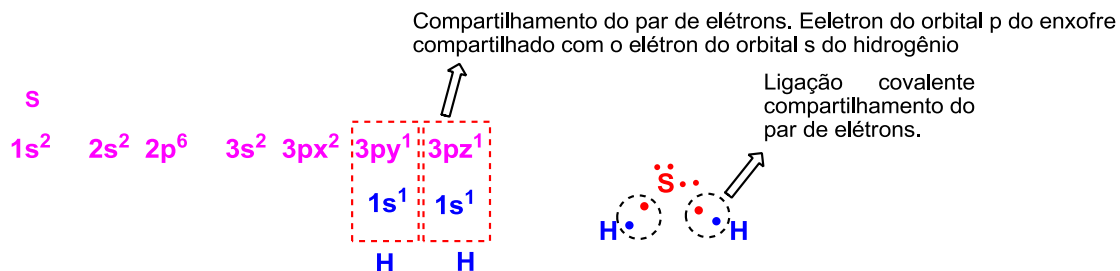 Compartilhamento do par de elétrons. Eeletron do orbital p do enxofre
compartilhado com o elétron do orbital s do hidrogênio
Ligação covalente
compartilhamento do
par de elétrons.
S
1s² 2s² 2p⁶ 3s² 3px² 3py¹ 3pz¹
1s¹ 1s¹
H H
S
H H